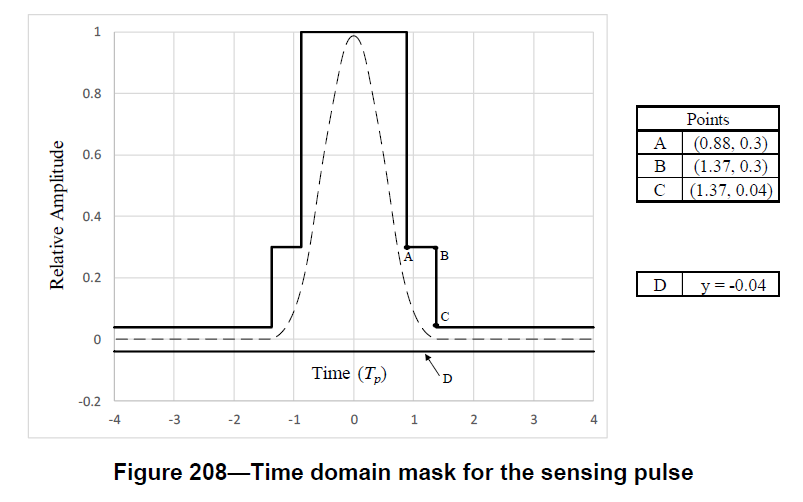 1
0.8
0.6
0.4
0.2
0
-0.2
Relative Amplitude
A
B
C
D
Time (Tp)
-4 -3 -2 -1 0 1 2 3 4
Points
A (0.88, 0.3)
B (1.37, 0.3)
C (1.37, 0.04)
D y = -0.04
Figure 208—Time domain mask for the sensing pulse